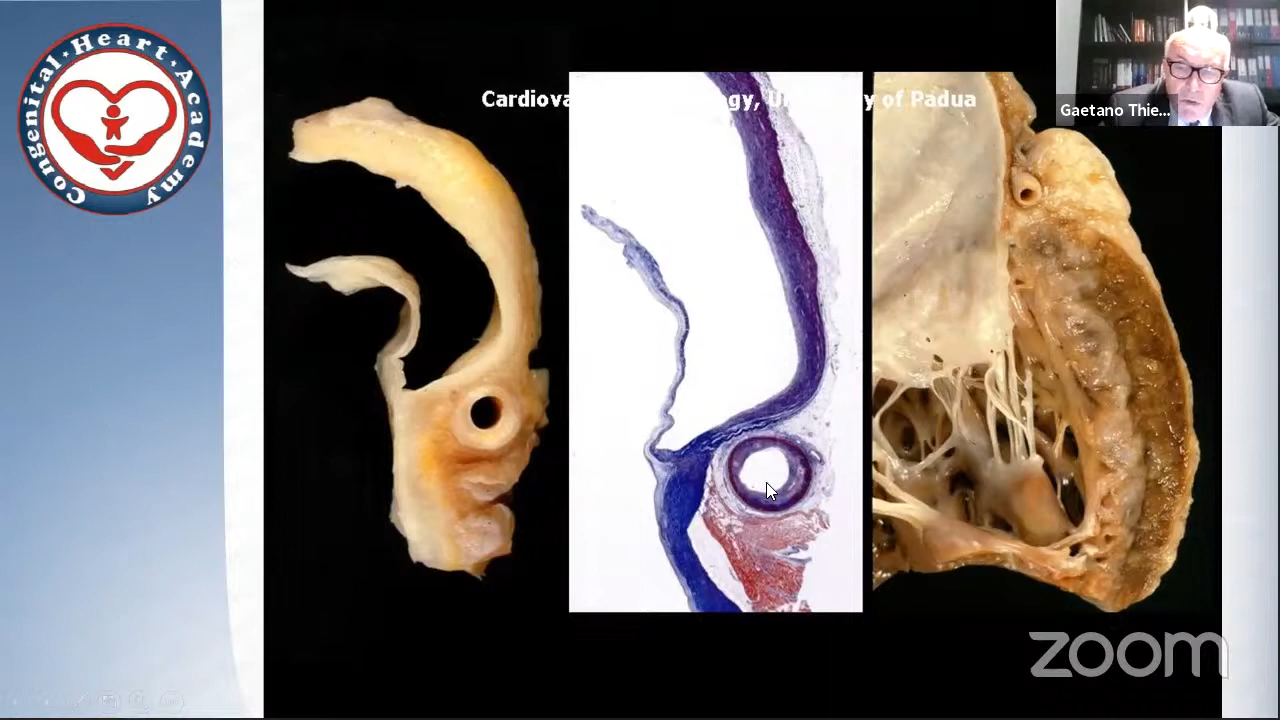 Congenital Heart Academy
Cardiova gy, U y of Padua
Gaetano Thie...
zoom